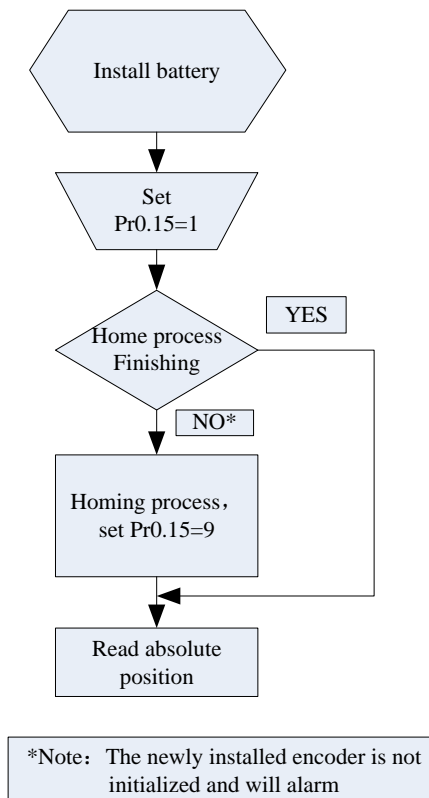 Install battery
Set
Pr0.15=1
Home process
Finishing
YES
NO*
Homing process，
set Pr0.15=9
Read absolute
position
*Note：The newly installed encoder is not
initialized and will alarm